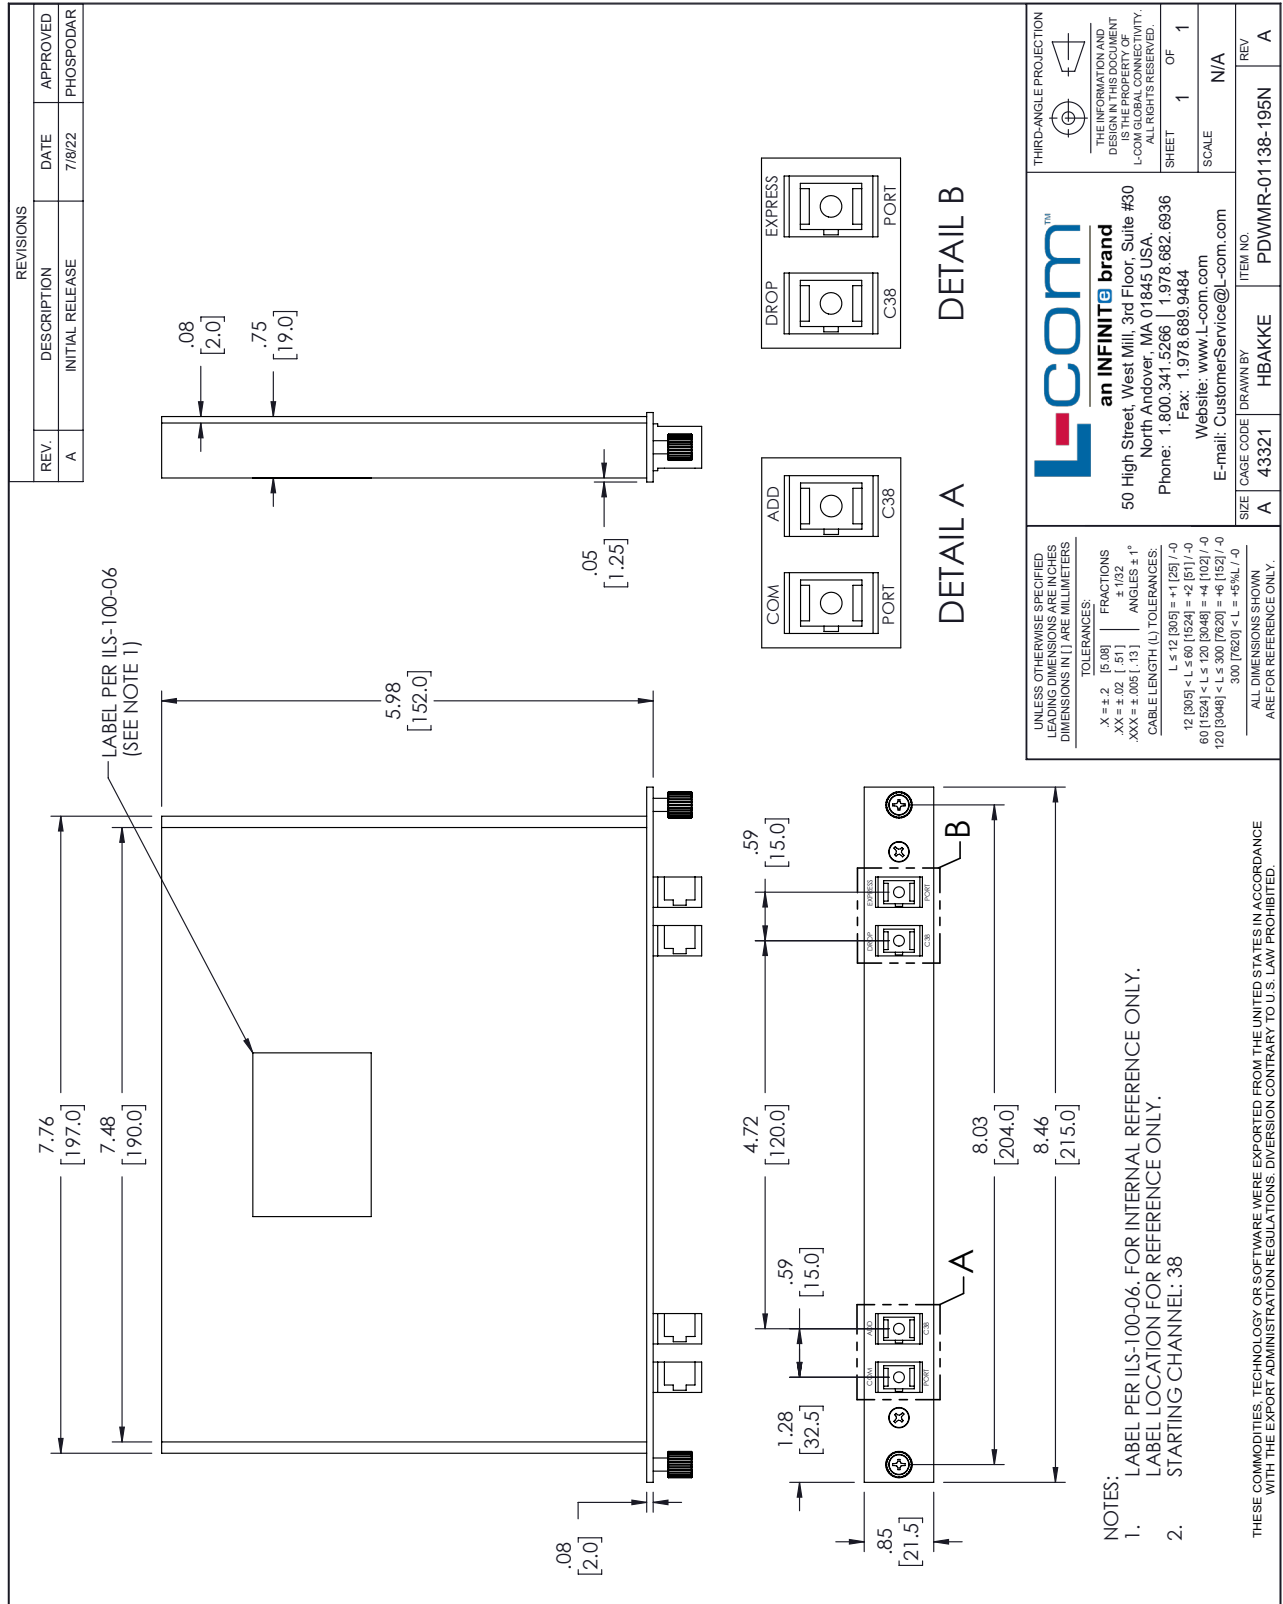 REVISIONS
REV. DESCRIPTION DATE APPROVED
A INITIAL RELEASE 7/8/22 PHOSPODAR
7.76
[197.0]
7.48
[190.0]
LABEL PER ILS-100-06
(SEE NOTE 1)
5.98
[152.0]
.08
[2.0]
.08
[2.0]
.75
[19.0]
.05
[1.25]
1.28
[32.5]
.59
[15.0]
4.72
[120.0]
.59
[15.0]
COM ADD
PORT C38
DROP EXPRESS
C38 PORT
A
B
.85
[21.5]
8.03
[204.0]
8.46
[215.0]
COM ADD
PORT C38
DETAIL A
DROP EXPRESS
C38 PORT
DETAIL B
NOTES:
1. LABEL PER ILS-100-06. FOR INTERNAL REFERENCE ONLY.
LABEL LOCATION FOR REFERENCE ONLY.
2. STARTING CHANNEL: 38
THESE COMMODITIES, TECHNOLOGY OR SOFTWARE WERE EXPORTED FROM THE UNITED STATES IN ACCORDANCE
WITH THE EXPORT ADMINISTRATION REGULATIONS. DIVERSION CONTRARY TO U.S. LAW PROHIBITED.
UNLESS OTHERWISE SPECIFIED
LEADING DIMENSIONS ARE INCHES
DIMENSIONS IN [ ] ARE MILLIMETERS
TOLERANCES:
.X = ± .2 [5.08] FRACTIONS
.XX = ± .02 [ .51 ] ± 1/32
.XXX = ± .005 [ .13 ] ANGLES ± 1°
CABLE LENGTH (L) TOLERANCES:
L ≤ 12 [305] = +1 [25] / -0
12 [305] < L ≤ 60 [1524] = +2 [51] / -0
60 [1524] < L ≤ 120 [3048] = +4 [102] / -0
120 [3048] < L ≤ 300 [7620] = +6 [152] / -0
300 [7620] < L = +5%L / -0
ALL DIMENSIONS SHOWN
ARE FOR REFERENCE ONLY.
L-com™
an INFINITe brand
50 High Street, West Mill, 3rd Floor, Suite #30
North Andover, MA 01845 USA.
Phone: 1.800.341.5266 | 1.978.682.6936
Fax: 1.978.689.9484
Website: www.L-com.com
E-mail: CustomerService@L-com.com
THIRD-ANGLE PROJECTION
THE INFORMATION AND
DESIGN IN THIS DOCUMENT
IS THE PROPERTY OF
L-COM GLOBAL CONNECTIVITY.
ALL RIGHTS RESERVED.
SHEET 1 OF 1
SCALE N/A
SIZE CAGE CODE DRAWN BY ITEM NO. REV
A 43321 HBAKKE PDWMR-01138-195N A